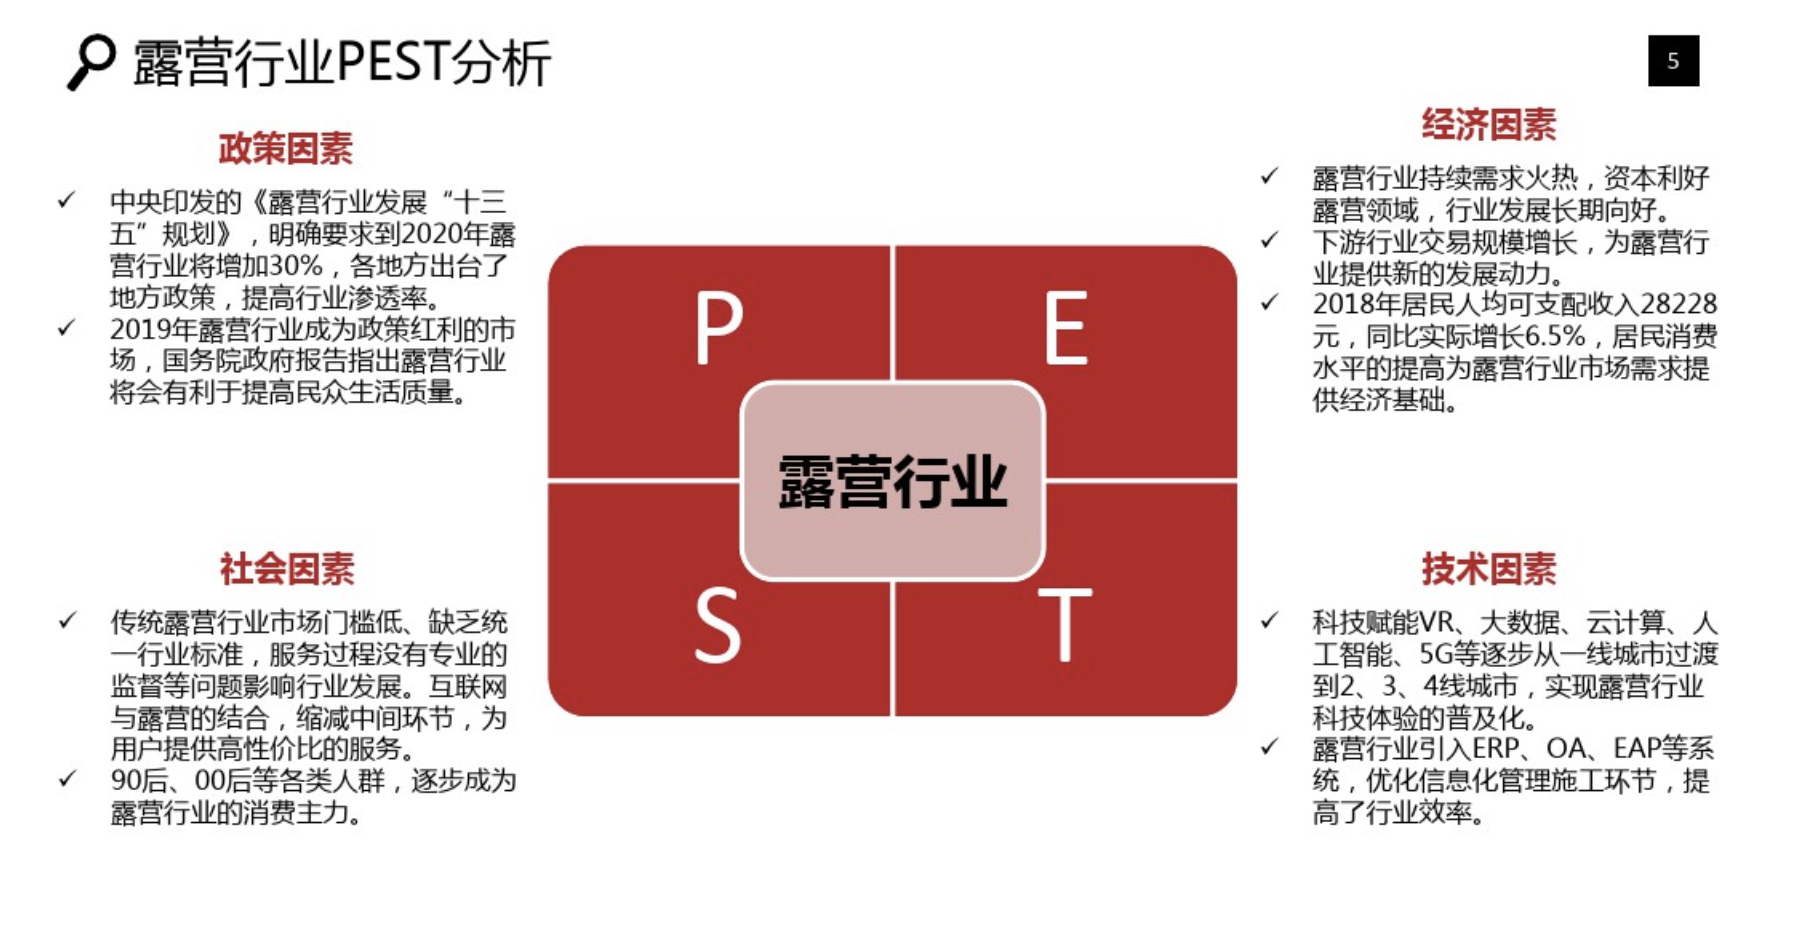 露营行业PEST分析
5
政策因素
✓ 中央印发的《露营行业发展“十三
五”规划》，明确要求到2020年露
营行业将增加30%，各地方出台了
地方政策，提高行业渗透率。
✓ 2019年露营行业成为政策红利的市
场，国务院政府报告指出露营行业
将会有利于提高民众生活质量。
经济因素
✓ 露营行业持续需求火热，资本利好
露营领域，行业发展长期向好。
✓ 下游行业交易规模增长，为露营行
业提供新的发展动力。
✓ 2018年居民人均可支配收入28228
元，同比实际增长6.5%，居民消费
水平的提高为露营行业市场需求提
供经济基础。
P
E
露营行业
S
T
社会因素
✓ 传统露营行业市场门槛低、缺乏统
一行业标准，服务过程没有专业的
监督等问题影响行业发展。互联网
与露营的结合，缩减中间环节，为
用户提供高性价比的服务。
✓ 90后、00后等各类人群，逐步成为
露营行业的消费主力。
技术因素
✓ 科技赋能VR、大数据、云计算、人
工智能、5G等逐步从一线城市过渡
到2、3、4线城市，实现露营行业
科技体验的普及化。
✓ 露营行业引入ERP、OA、EAP等系
统，优化信息化管理施工环节，提
高了行业效率。